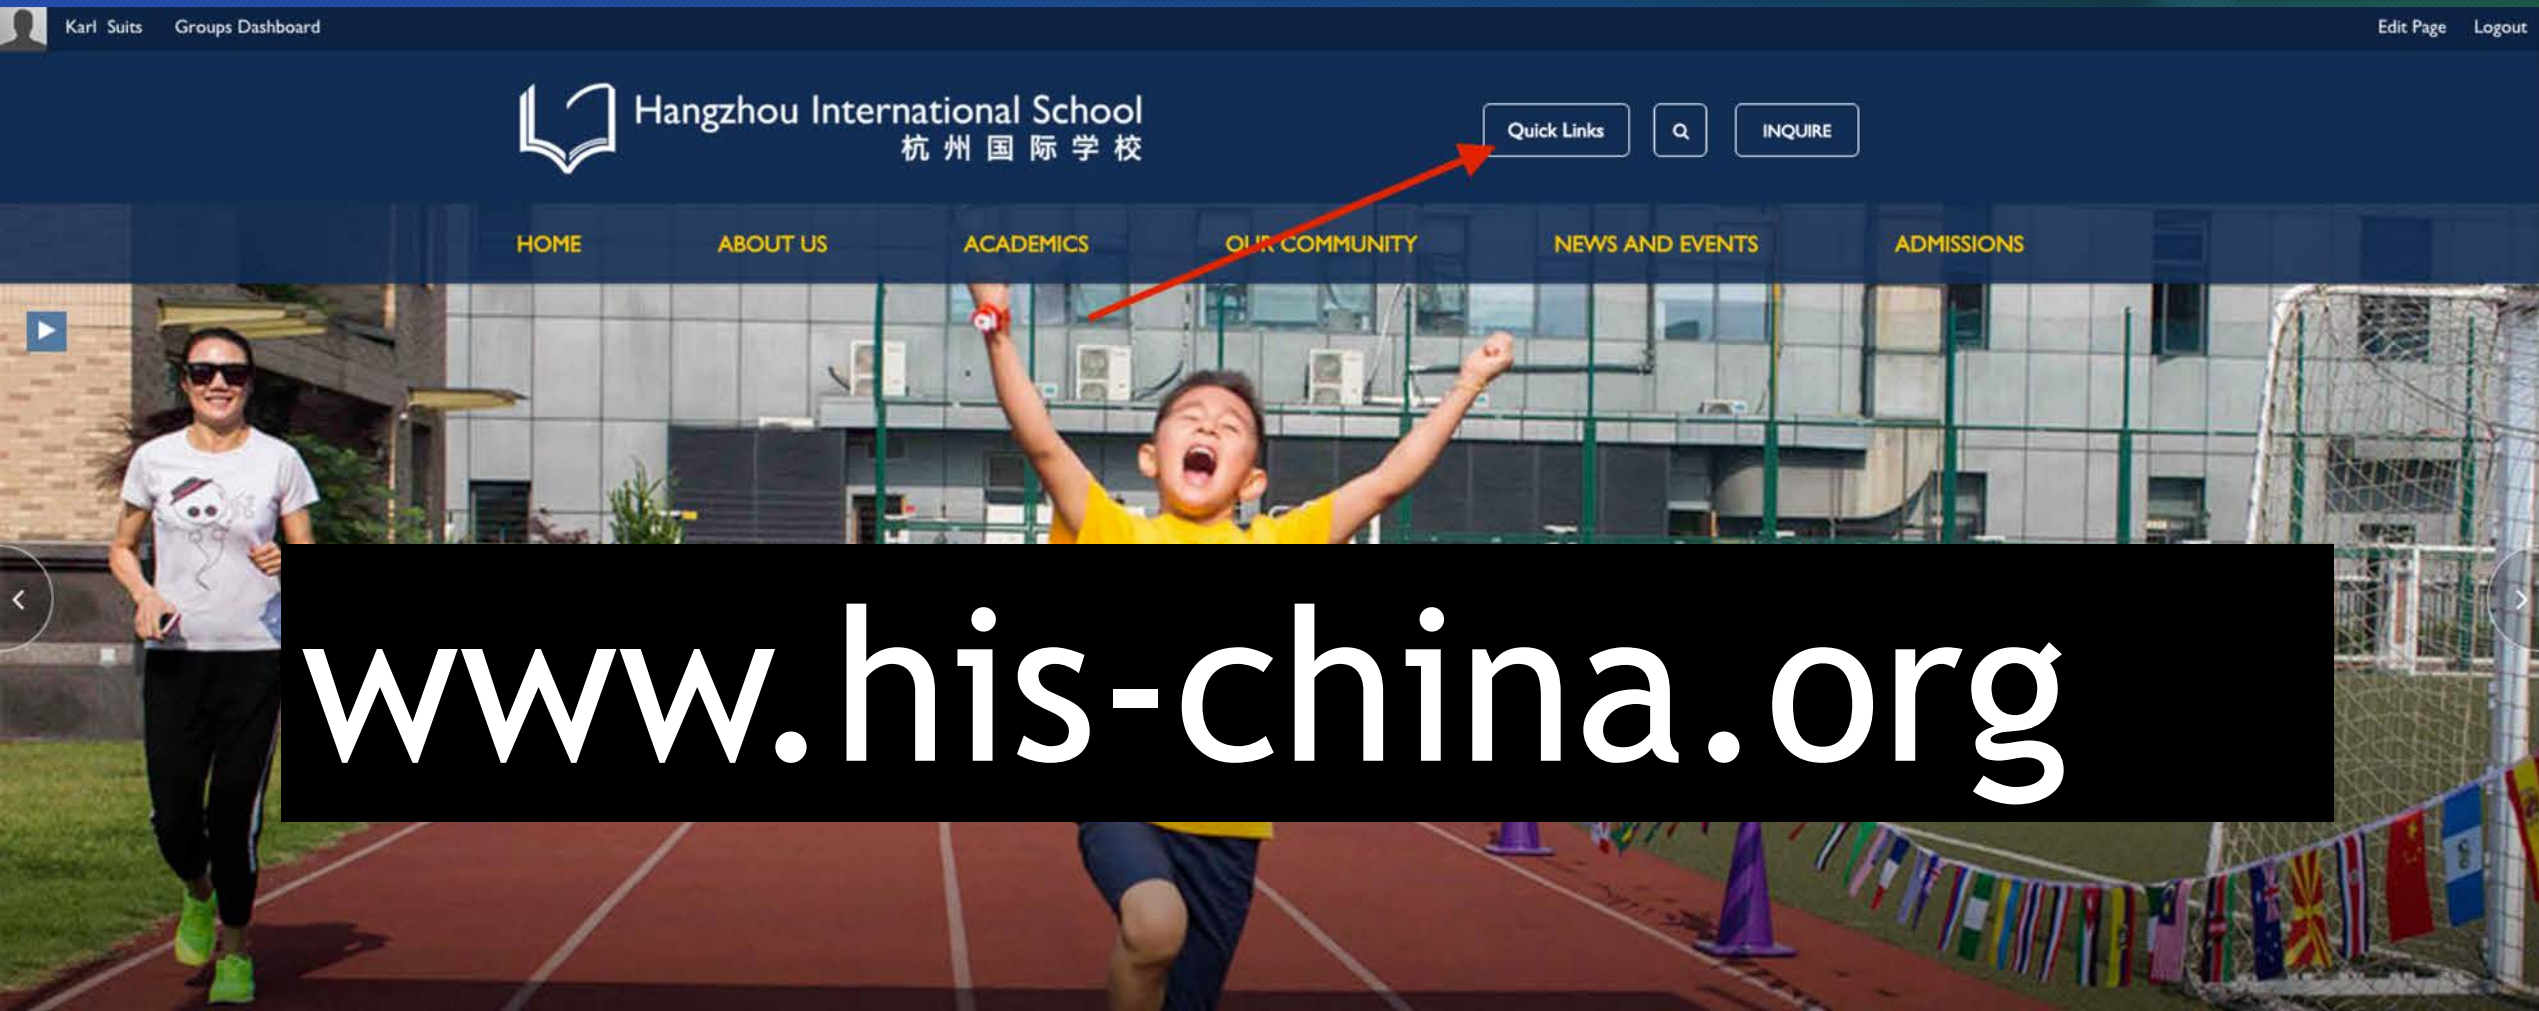 Karl Suits Groups Dashboard Edit Page Logout
Hangzhou International School
杭州国际学校
Quick Links INQUIRE
HOME ABOUT US ACADEMICS OUR COMMUNITY NEWS AND EVENTS ADMISSIONS
www.his-china.org